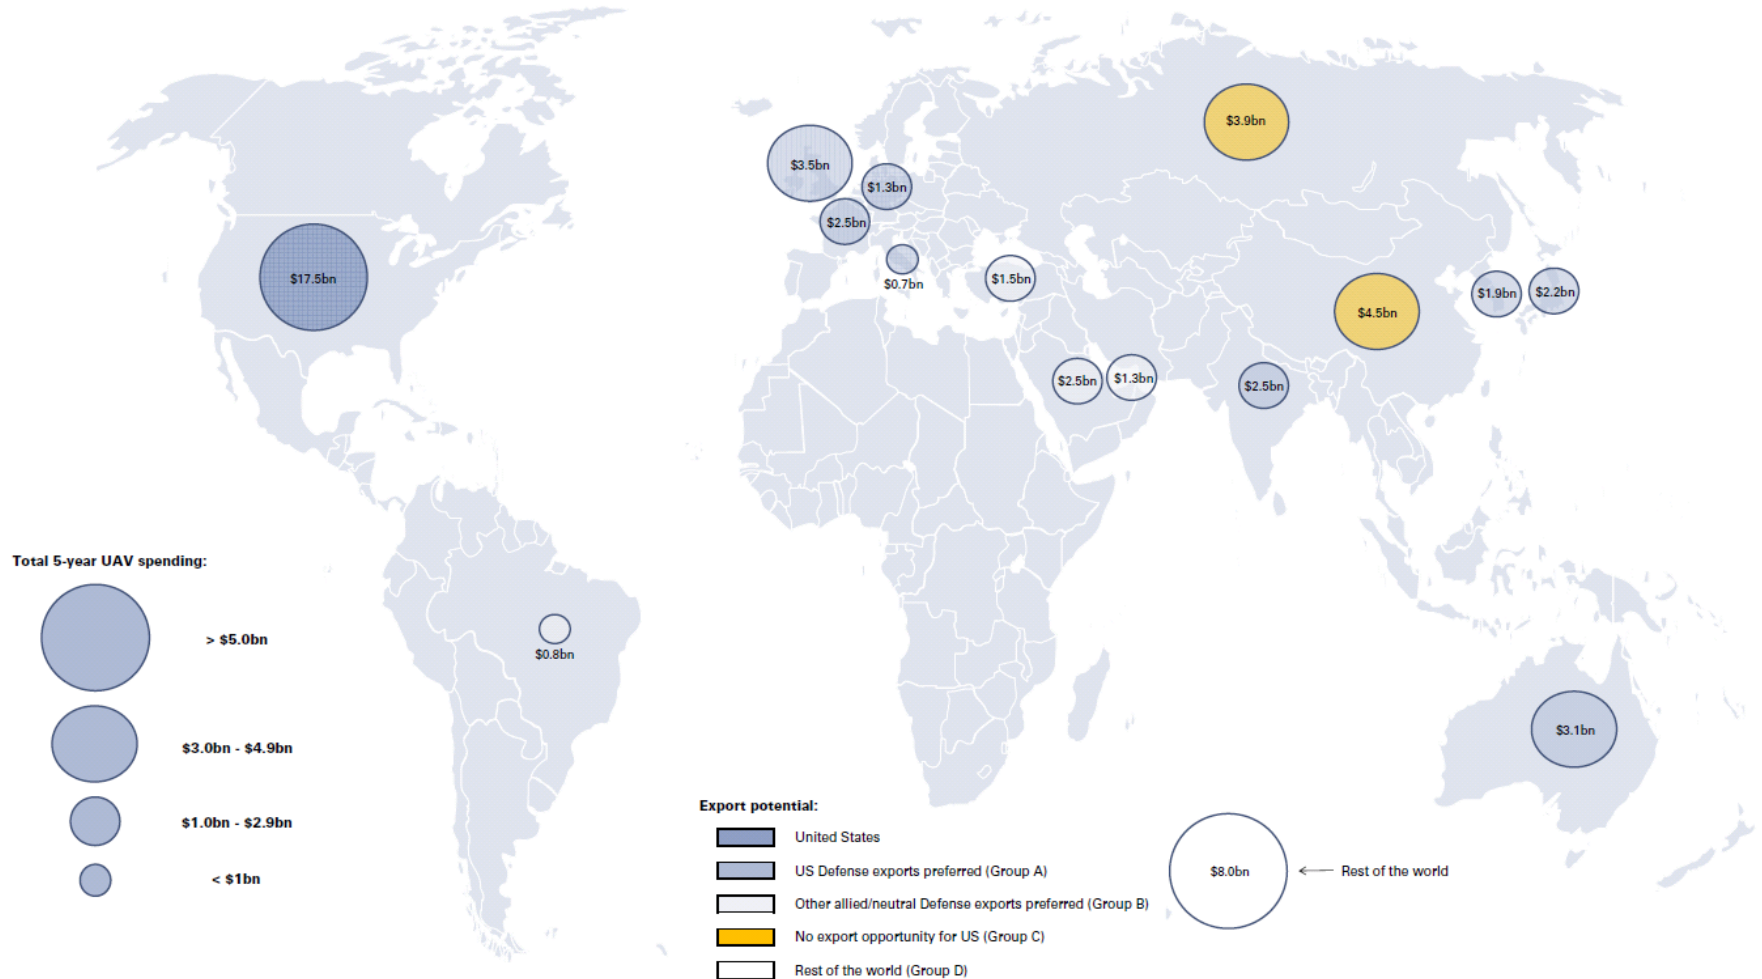 $3.9bn
$3.5bn
$1.3bn
$2.5bn
$17.5bn
$0.7bn
$1.5bn
$1.9bn
$2.2bn
$4.5bn
$2.5bn
$1.3bn
$2.5bn
Total 5-year UAV spending:
> $5.0bn
$0.8bn
$3.0bn - $4.9bn
$1.0bn - $2.9bn
< $1bn
$3.1bn
Export potential:
United States
US Defense exports preferred (Group A)
Other allied/neutral Defense exports preferred (Group B)
No export opportunity for US (Group C)
Rest of the world (Group D)
$8.0bn
Rest of the world